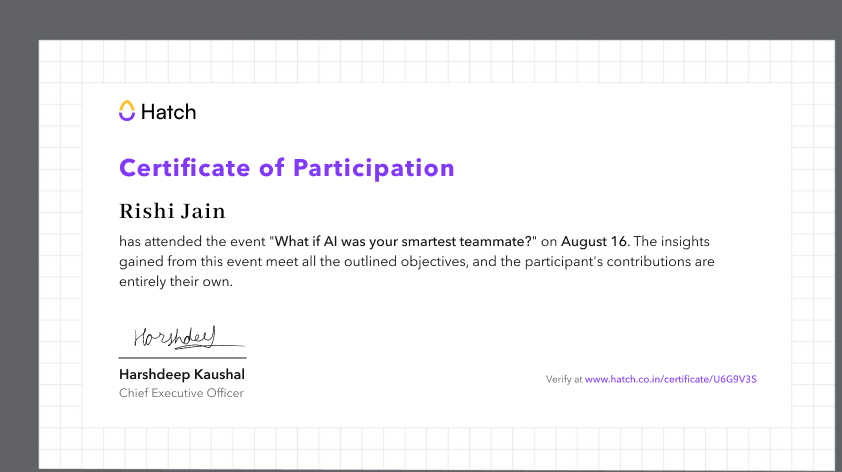 Hatch
Certificate of Participation
Rishi Jain
has attended the event "What if AI was your smartest teammate?" on August 16. The insights
gained from this event meet all the outlined objectives, and the participant's contributions are
entirely their own.
Harshdeep
Harshdeep Kaushal
Chief Executive Officer
Verify at www.hatch.co.in/certificate/U6G9V3S